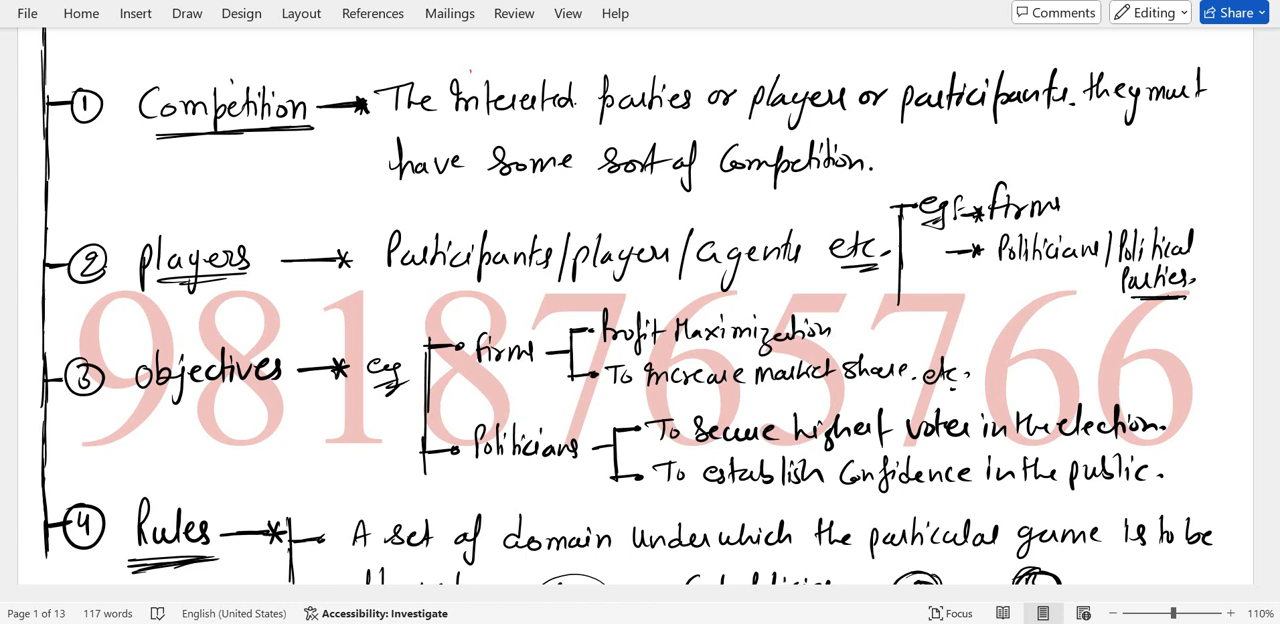 File Home Insert Draw Design Layout References Mailings Review View Help Comments Editing Share
① Competition → The Interested parties or players or participants. they must
have some sort of Competition.
② players → Participants/players/agents etc. eg:→ firms
→ Politicians/Political
Parties.
9818765766
③ objectives → eg firms Profit Maximization
To increase market share. etc.
Politicians To secure highest votes in the election.
To establish Confidence in the public.
④ Rules → A set of domain under which the particular game is to be
Page 1 of 13 117 words English (United States) Accessibility: Investigate Focus 110%